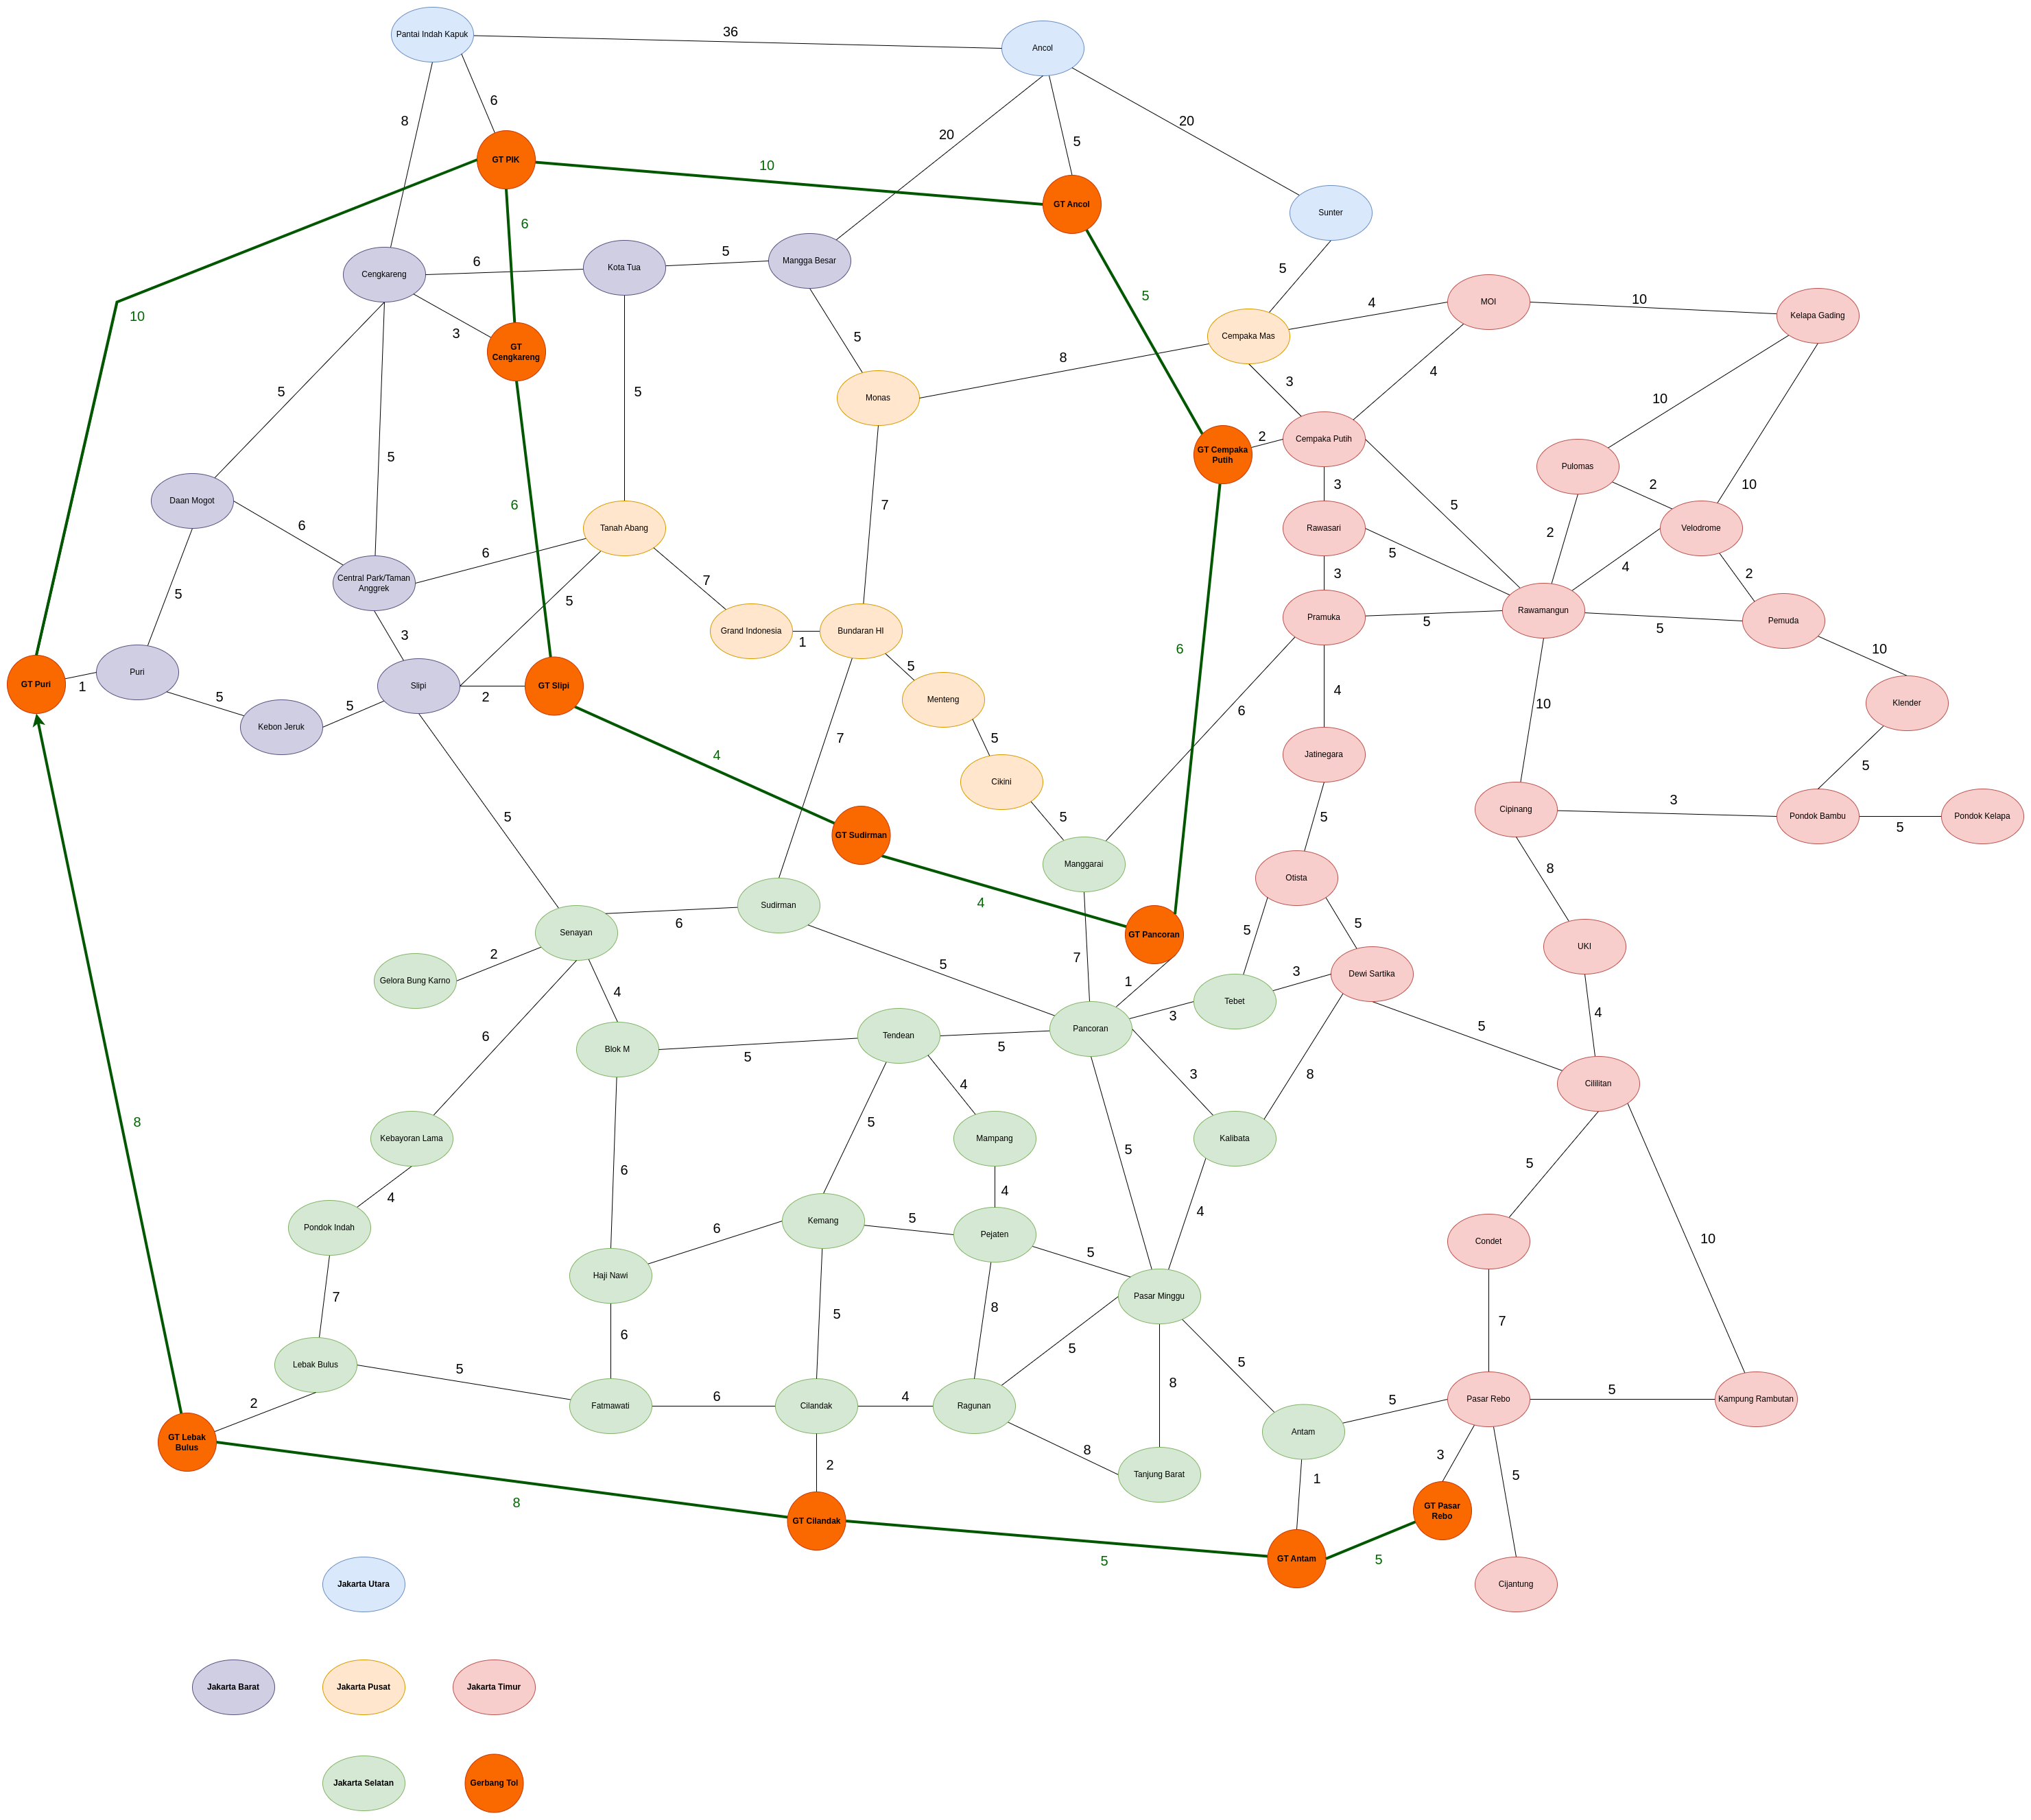 Pantai Indah Kapuk
36
Ancol
8
6
20
5
20
GT PIK
10
GT Ancol
Sunter
6
Cengkareng
6
Kota Tua
5
Mangga Besar
5
10
5
4
MOI
10
Kelapa Gading
3
GT
Cengkareng
5
8
Cempaka Mas
5
5
Monas
3
4
10
5
Cempaka Putih
2
GT Cempaka
Putih
Pulomas
2
10
Daan Mogot
6
6
7
3
5
Tanah Abang
Rawasari
Velodrome
6
5
2
Central Park/Taman
Anggrek
7
3
4
2
5
5
Rawamangun
3
Grand Indonesia
1
Bundaran HI
Pramuka
5
5
Pemuda
6
10
GT Puri
1
Puri
Slipi
2
GT Slipi
5
Menteng
4
5
5
Kebon Jeruk
6
10
Klender
4
7
5
Jatinegara
5
Cikini
3
5
5
5
Cipinang
Pondok Bambu
5
Pondok Kelapa
GT Sudirman
Manggarai
8
4
Otista
Sudirman
6
Senayan
GT Pancoran
5
5
UKI
2
5
7
Gelora Bung Karno
1
3
Dewi Sartika
4
Tebet
3
4
6
Blok M
5
Tendean
5
Pancoran
5
4
3
8
Cililitan
8
5
Kebayoran Lama
Mampang
5
Kalibata
5
6
4
4
4
Pondok Indah
6
Kemang
5
Pejaten
5
Condet
10
Haji Nawi
7
6
5
8
Pasar Minggu
7
Lebak Bulus
5
5
5
2
Fatmawati
6
Cilandak
4
Ragunan
8
5
Pasar Rebo
5
Kampung Rambutan
GT Lebak
Bulus
2
8
Antam
3
Tanjung Barat
1
5
8
GT Cilandak
GT Pasar
Rebo
5
GT Antam
5
Cijantung
Jakarta Utara
Jakarta Barat
Jakarta Pusat
Jakarta Timur
Jakarta Selatan
Gerbang Tol